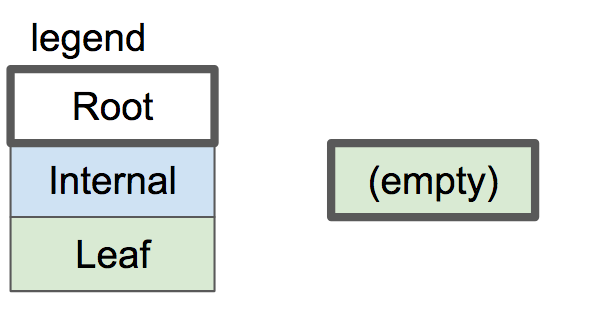 legend
Root
Internal
(empty)
Leaf